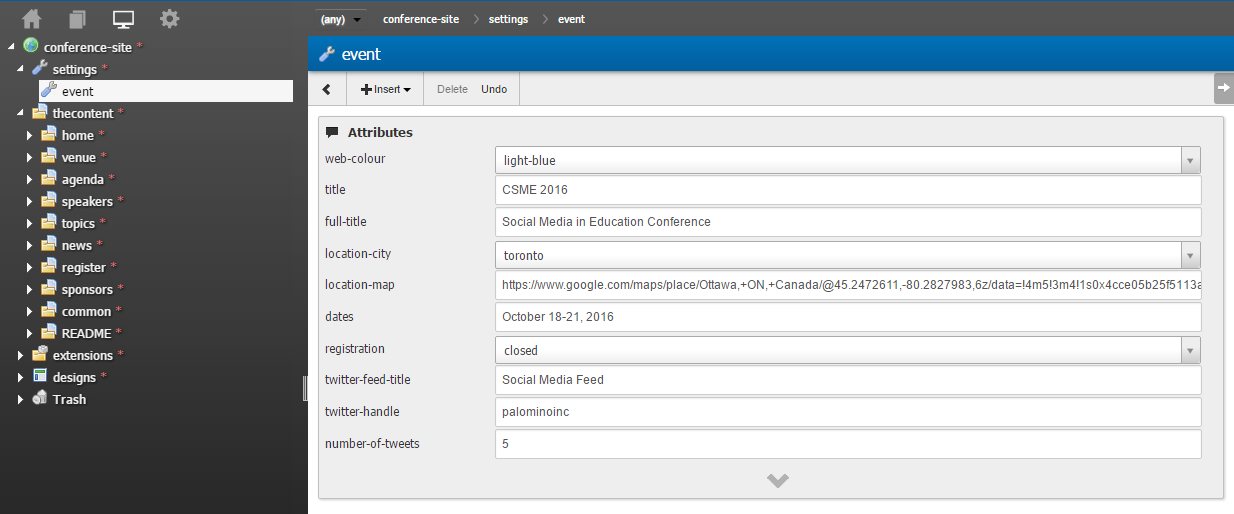 (any) conference-site settings event
conference-site *
settings *
event
thecontent *
home *
venue *
agenda *
speakers *
topics *
news *
register *
sponsors *
common *
README *
extensions *
designs *
Trash
event
Insert Delete Undo
Attributes
web-colour light-blue
title CSME 2016
full-title Social Media in Education Conference
location-city toronto
location-map https://www.google.com/maps/place/Ottawa,+ON,+Canada/@45.2472611,-80.2827983,6z/data=!4m5!3m4!1s0x4cce05b25f5113a
dates October 18-21, 2016
registration closed
twitter-feed-title Social Media Feed
twitter-handle palominoinc
number-of-tweets 5